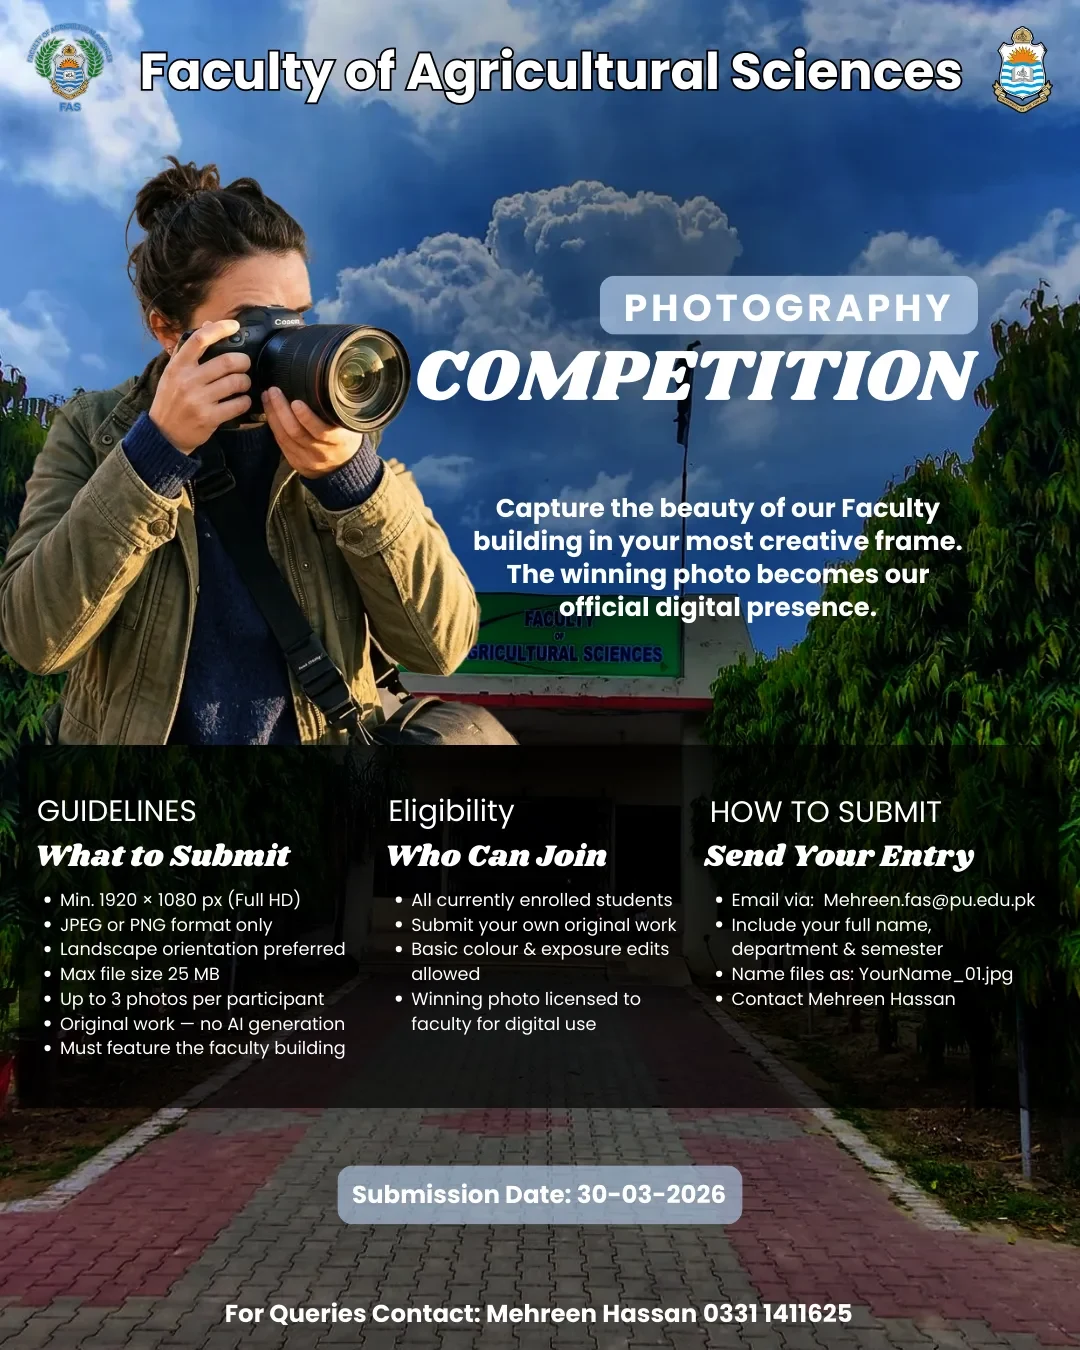 Faculty of Agricultural Sciences
FAS
PHOTOGRAPHY
COMPETITION
Canon
Capture the beauty of our Faculty
building in your most creative frame.
The winning photo becomes our
official digital presence.
FACULTY
OF
AGRICULTURAL SCIENCES
GUIDELINES
What to Submit
• Min. 1920 × 1080 px (Full HD)
• JPEG or PNG format only
• Landscape orientation preferred
• Max file size 25 MB
• Up to 3 photos per participant
• Original work — no AI generation
• Must feature the faculty building
Eligibility
Who Can Join
• All currently enrolled students
• Submit your own original work
• Basic colour & exposure edits
allowed
• Winning photo licensed to
faculty for digital use
HOW TO SUBMIT
Send Your Entry
• Email via: Mehreen.fas@pu.edu.pk
• Include your full name,
department & semester
• Name files as: YourName_01.jpg
• Contact Mehreen Hassan
Submission Date: 30-03-2026
For Queries Contact: Mehreen Hassan 0331 1411625